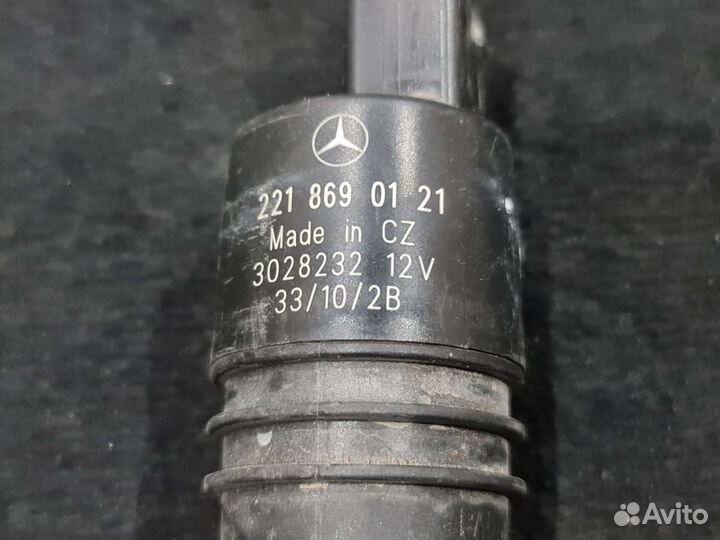 221 869 01 21
Made in CZ
3028232 12V
33/10/2B
Avito